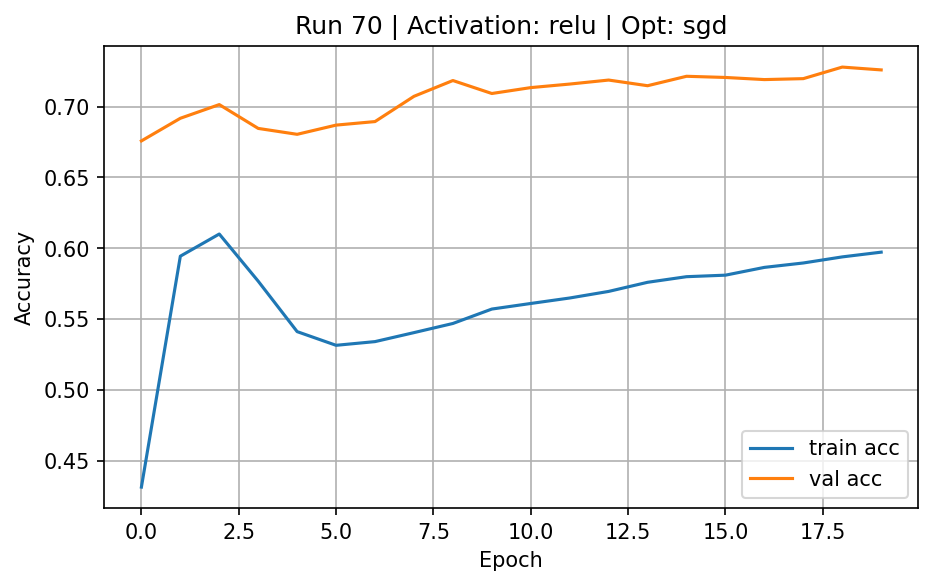 Run 70 | Activation: relu | Opt: sgd
0.70
0.65
0.60
0.55
0.50
0.45
Accuracy
train acc
val acc
0.0 2.5 5.0 7.5 10.0 12.5 15.0 17.5
Epoch